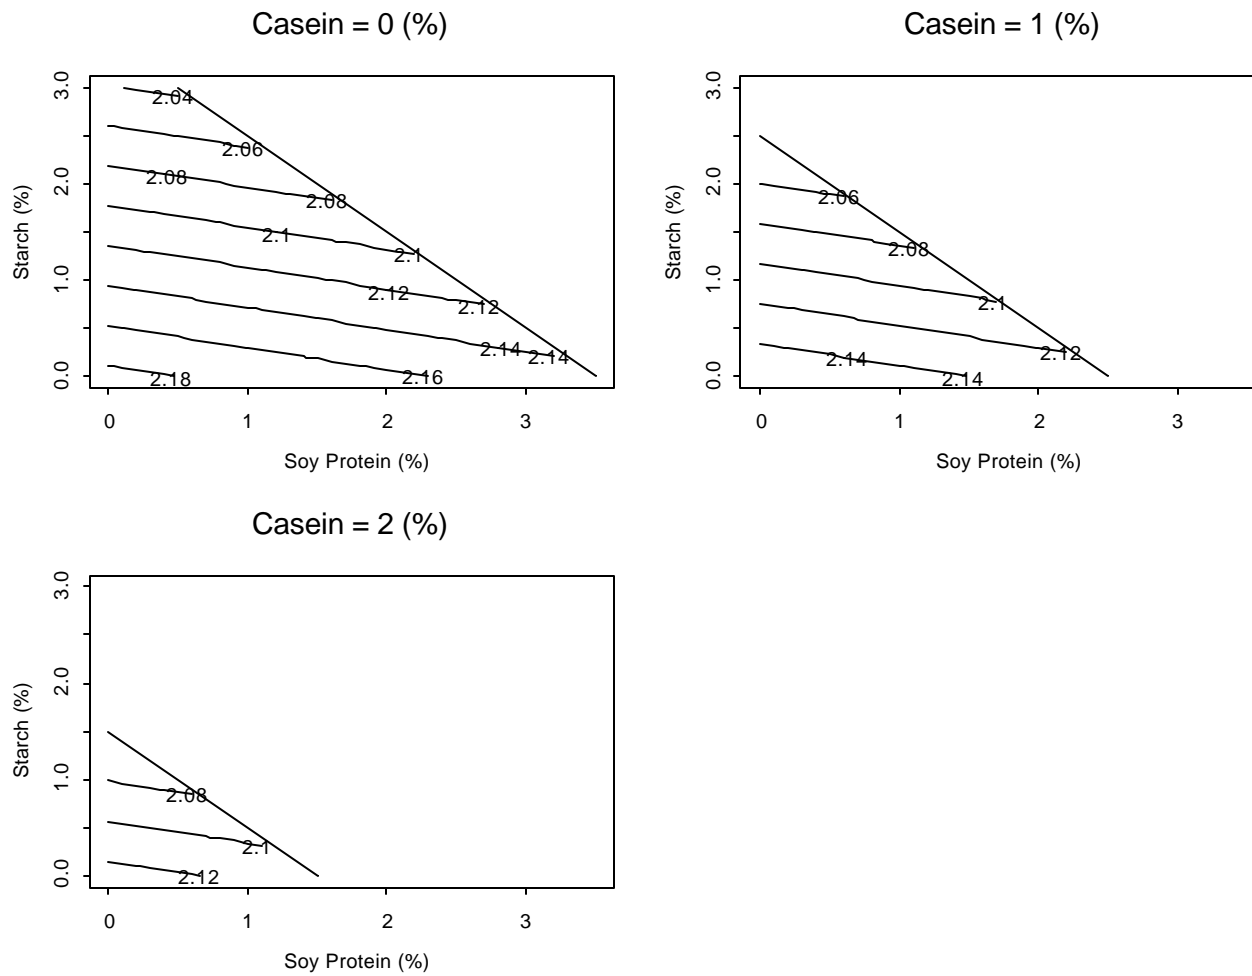 Casein = 0 (%)
3.0
2.0
1.0
0.0
Starch (%)
2.04
2.06
2.08
2.08
2.1
2.1
2.12
2.12
2.14
2.14
2.16
2.18
0 1 2 3
Soy Protein (%)
Casein = 1 (%)
3.0
2.0
1.0
0.0
Starch (%)
2.06
2.08
2.1
2.12
2.14
2.14
0 1 2 3
Soy Protein (%)
Casein = 2 (%)
3.0
2.0
1.0
0.0
Starch (%)
2.08
2.1
2.12
0 1 2 3
Soy Protein (%)